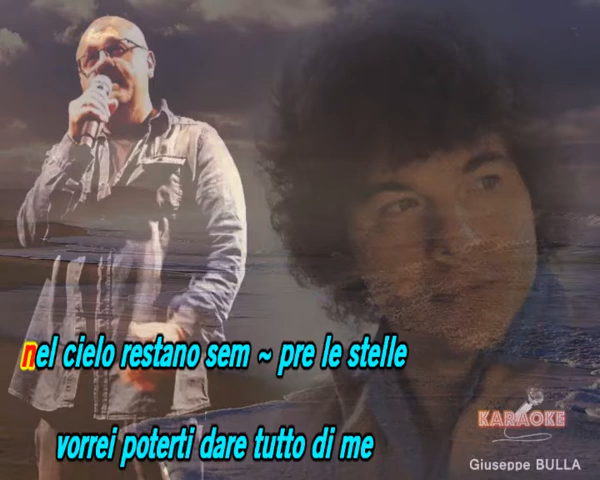 nel cielo restano sem ~ pre le stelle
vorrei poterti dare tutto di me
KARAOKE
Giuseppe BULLA